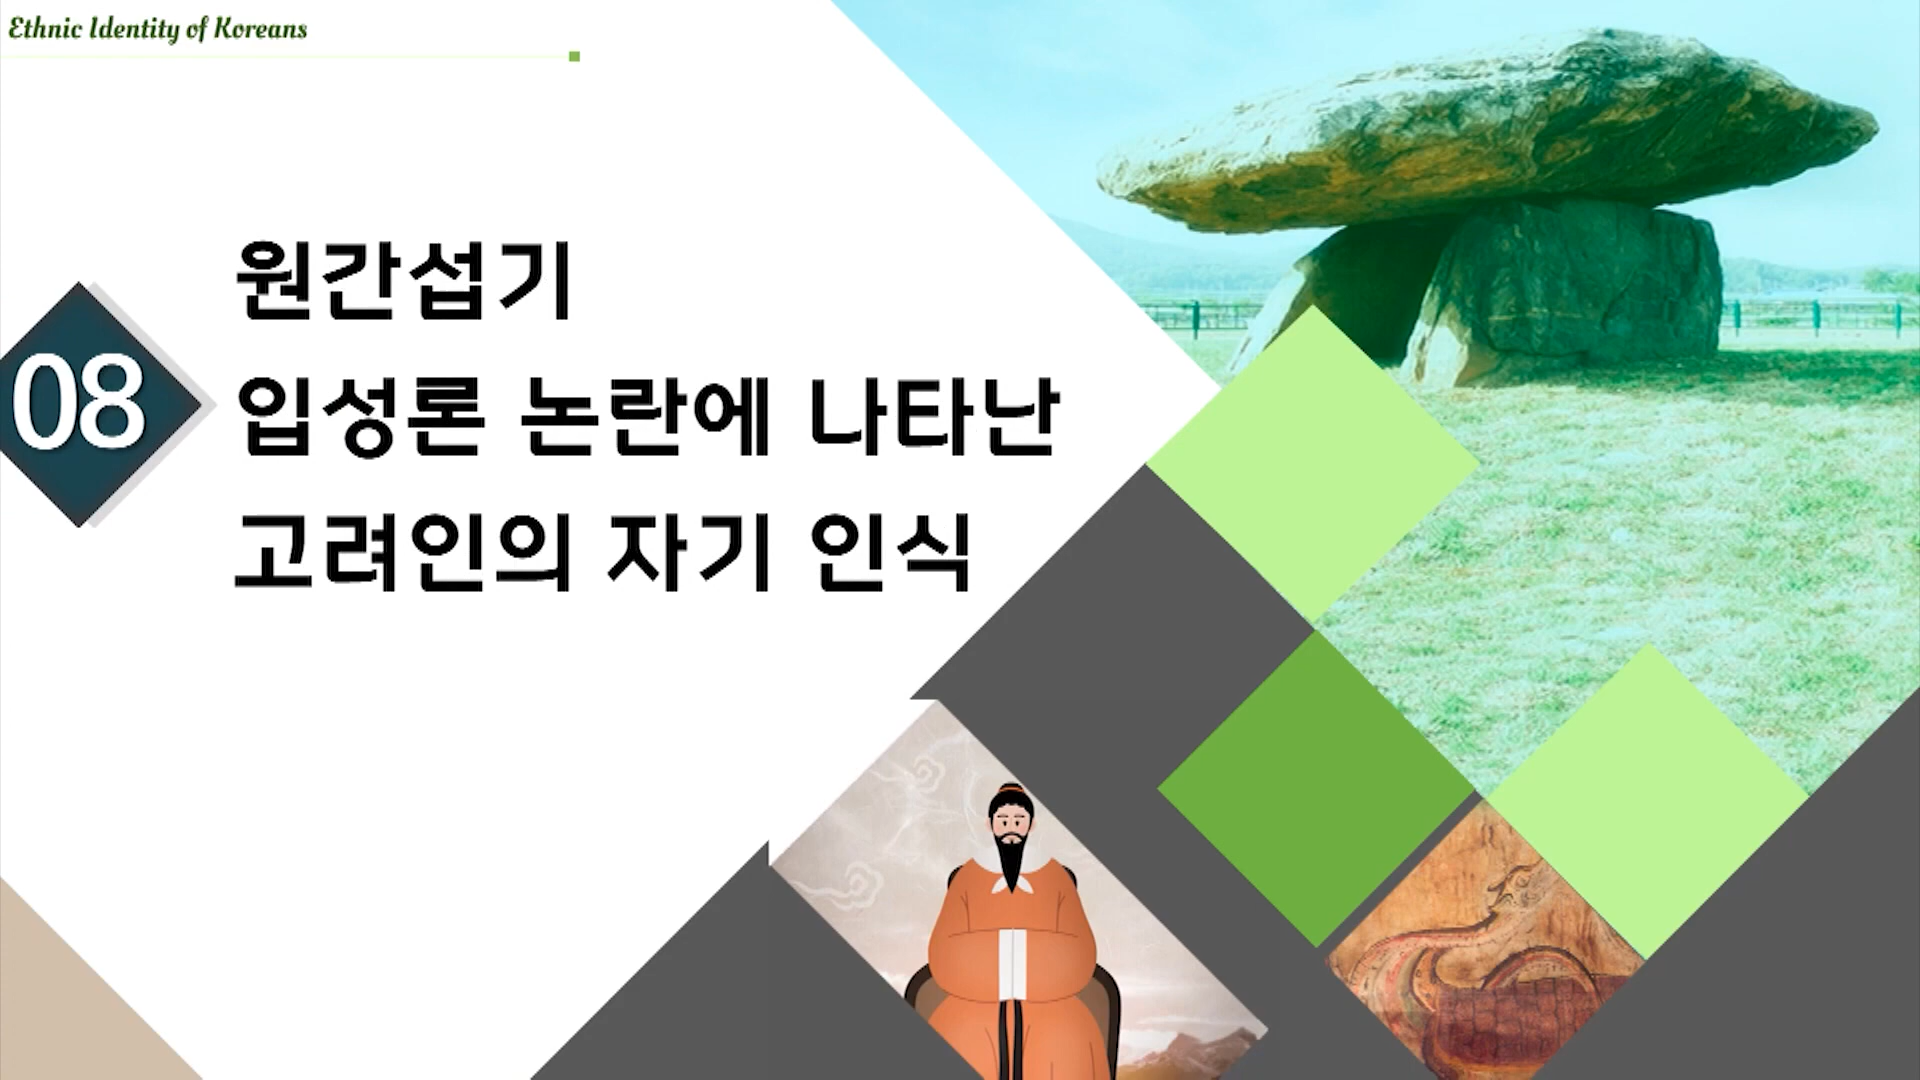 Ethnic Identity of Koreans
08
원간섭기
입성론 논란에 나타난
고려인의 자기 인식